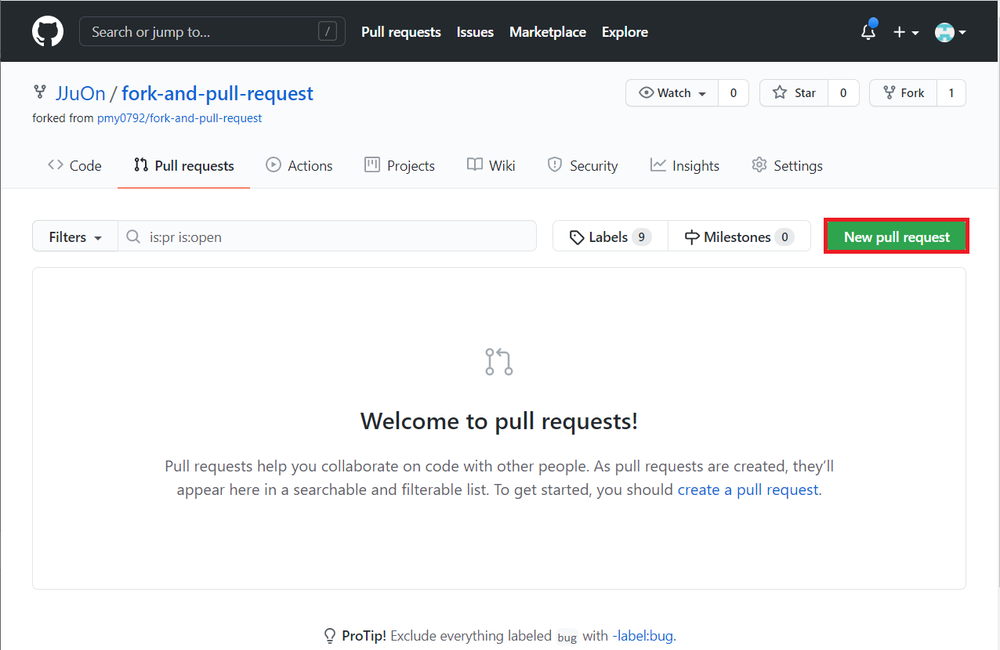 Search or jump to... /
Pull requests Issues Marketplace Explore
JJuOn / fork-and-pull-request
Watch 0 Star 0 Fork 1
forked from pmy0792/fork-and-pull-request
Code Pull requests Actions Projects Wiki Security Insights Settings
Filters is:pr is:open Labels 9 Milestones 0 New pull request
Welcome to pull requests!
Pull requests help you collaborate on code with other people. As pull requests are created, they’ll
appear here in a searchable and filterable list. To get started, you should create a pull request.
ProTip! Exclude everything labeled bug with -label:bug.